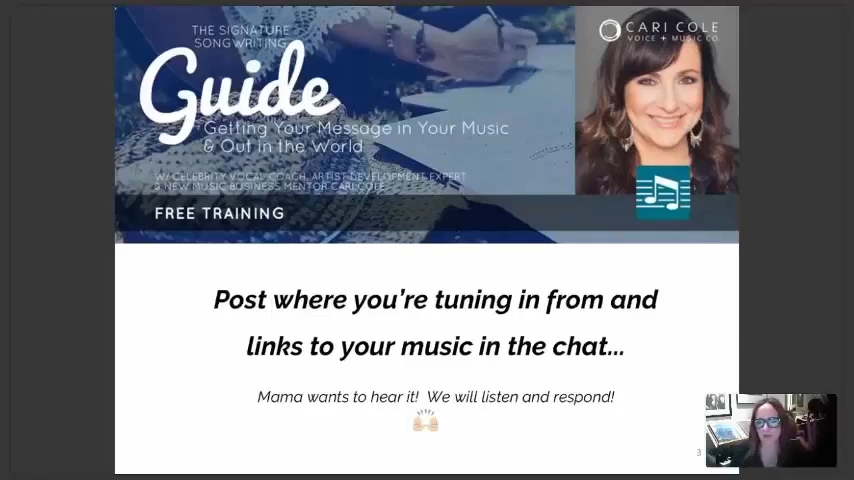 THE SIGNATURE
SONGWRITING
Guide
Getting Your Message in Your Music
& Out in the World
W/ CELEBRITY VOCAL COACH, ARTIST DEVELOPMENT EXPERT
& NEW MUSIC BUSINESS MENTOR CARI COLE
FREE TRAINING
CARI COLE
VOICE + MUSIC CO.
Post where you’re tuning in from and
links to your music in the chat...
Mama wants to hear it!  We will listen and respond!
3